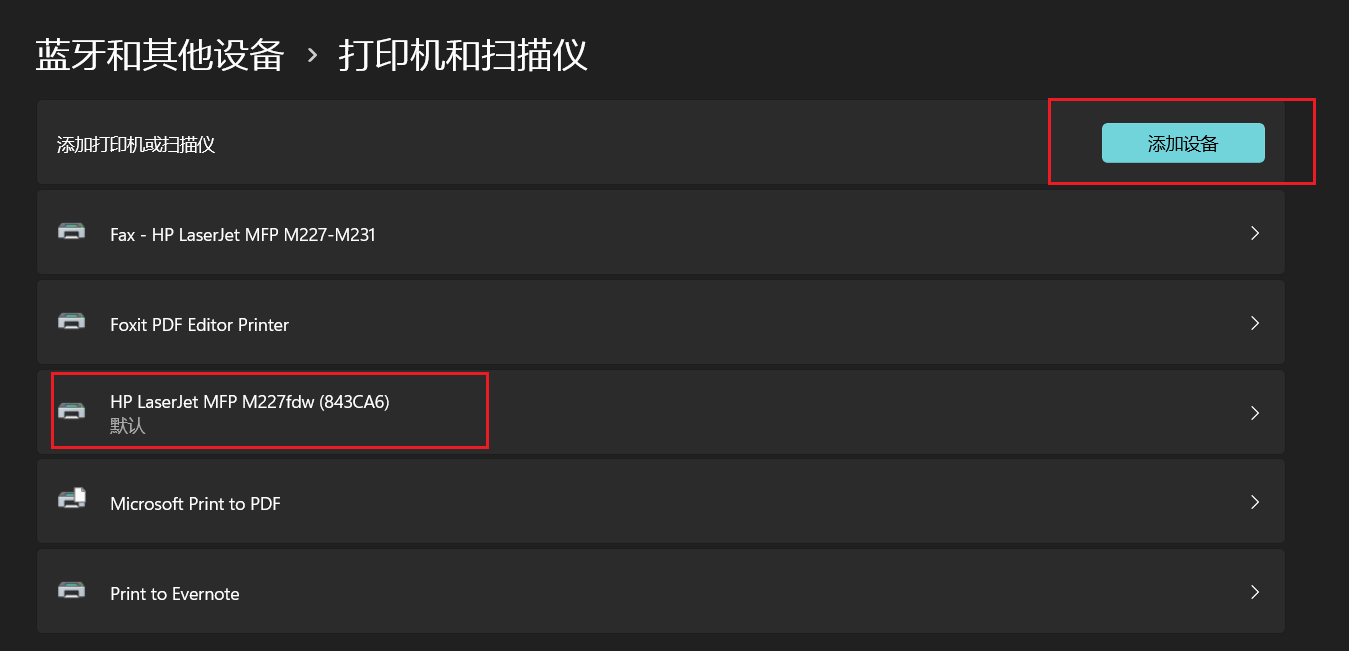 蓝牙和其他设备 › 打印机和扫描仪
添加打印机或扫描仪
添加设备
Fax - HP LaserJet MFP M227-M231
Foxit PDF Editor Printer
HP LaserJet MFP M227fdw (843CA6)
默认
Microsoft Print to PDF
Print to Evernote